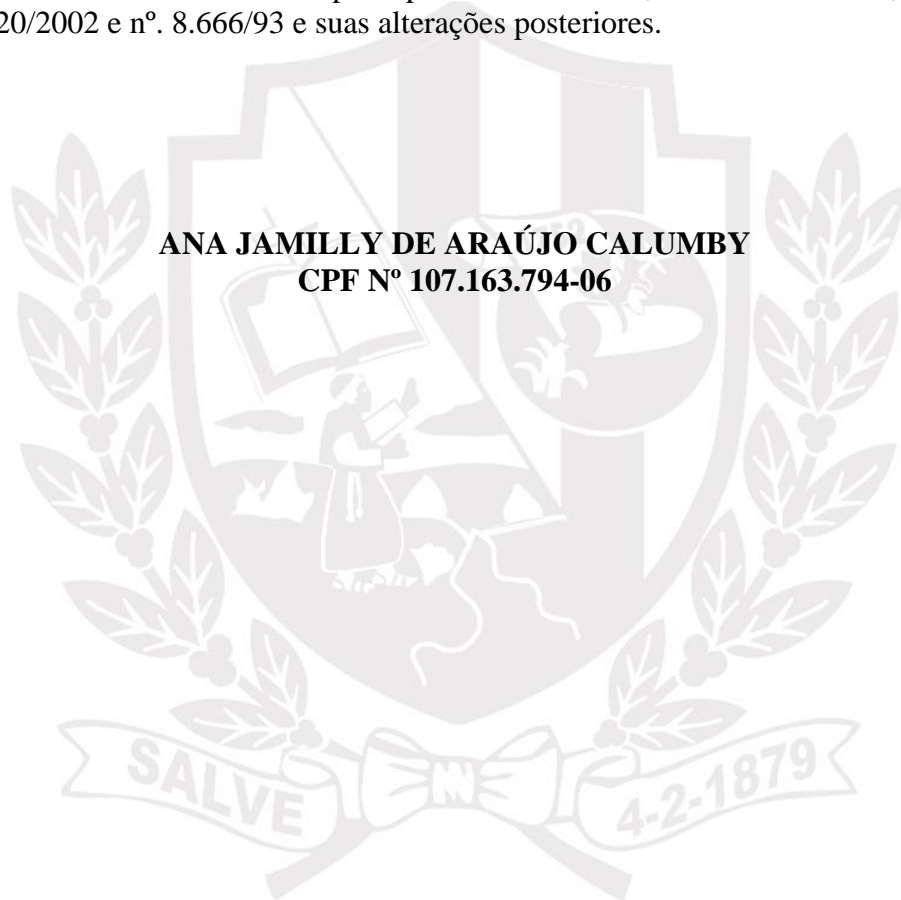 20/2002 e nº. 8.666/93 e suas alterações posteriores.
ANA JAMILLY DE ARAÚJO CALUMBY
CPF Nº 107.163.794-06
SALVE
4-2-1879